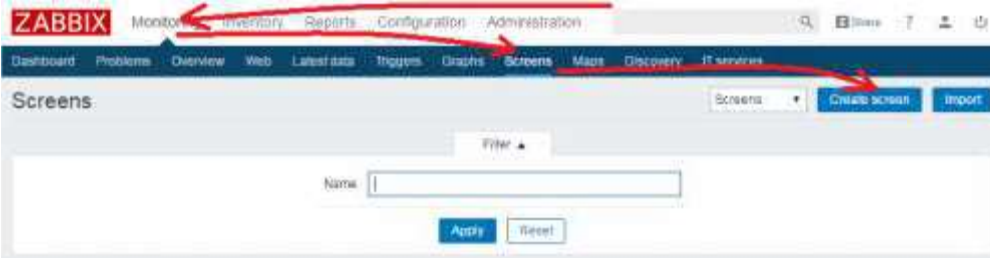 ZABBIX Monitoring Inventory Reports Configuration Administration Share ?
Dashboard Problems Overview Web Latest data Triggers Graphs Screens Maps Discovery IT services
Screens Screens Create screen Import
Filter
Name
Apply Reset